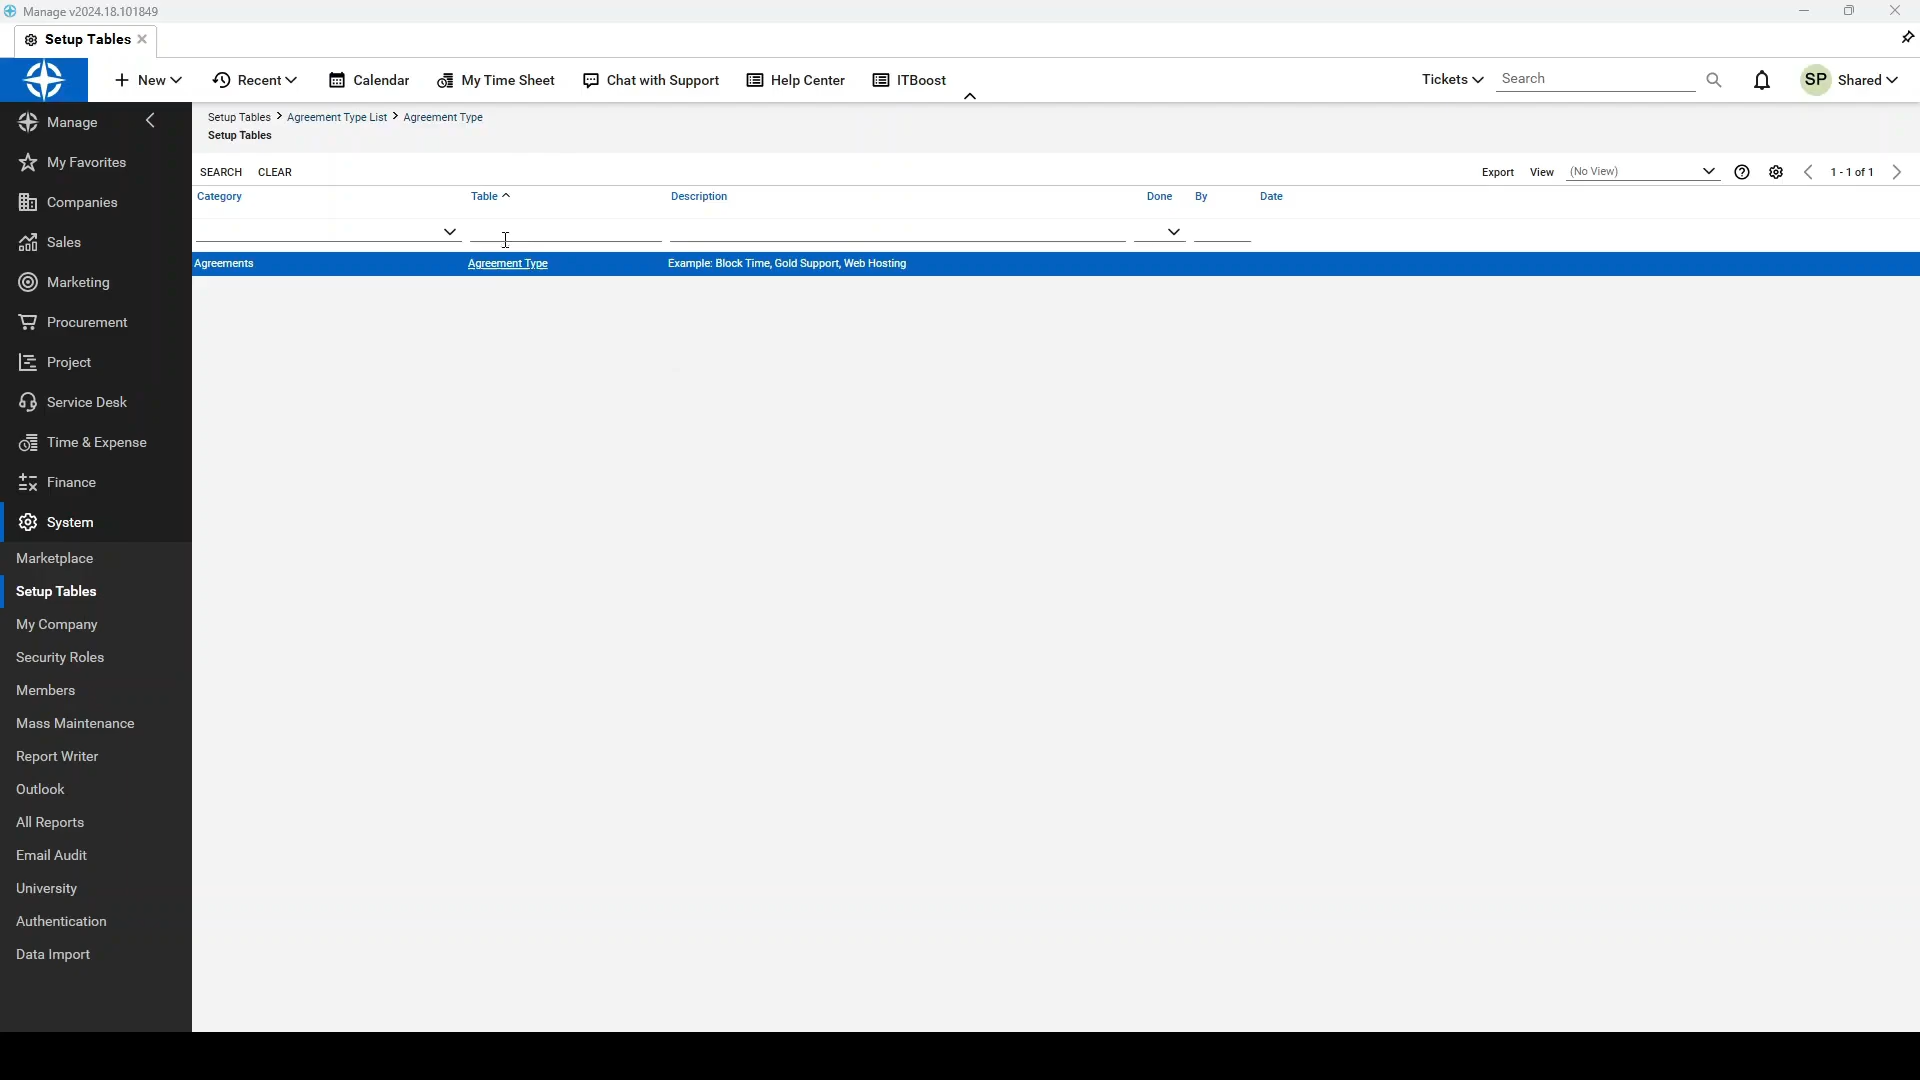 Manage v2024.18.101849
Setup Tables
New
Recent
Calendar
My Time Sheet
Chat with Support
Help Center
ITBoost
Tickets
Search
SP
Shared
Manage
My Favorites
Companies
Sales
Marketing
Procurement
Project
Service Desk
Time & Expense
Finance
System
Marketplace
Setup Tables
My Company
Security Roles
Members
Mass Maintenance
Report Writer
Outlook
All Reports
Email Audit
University
Authentication
Data Import
Setup Tables > Agreement Type List > Agreement Type
Setup Tables
SEARCH CLEAR
Export View (No View) 1 - 1 of 1
Category Table Description Done By Date
Agreements Agreement Type Example: Block Time, Gold Support, Web Hosting